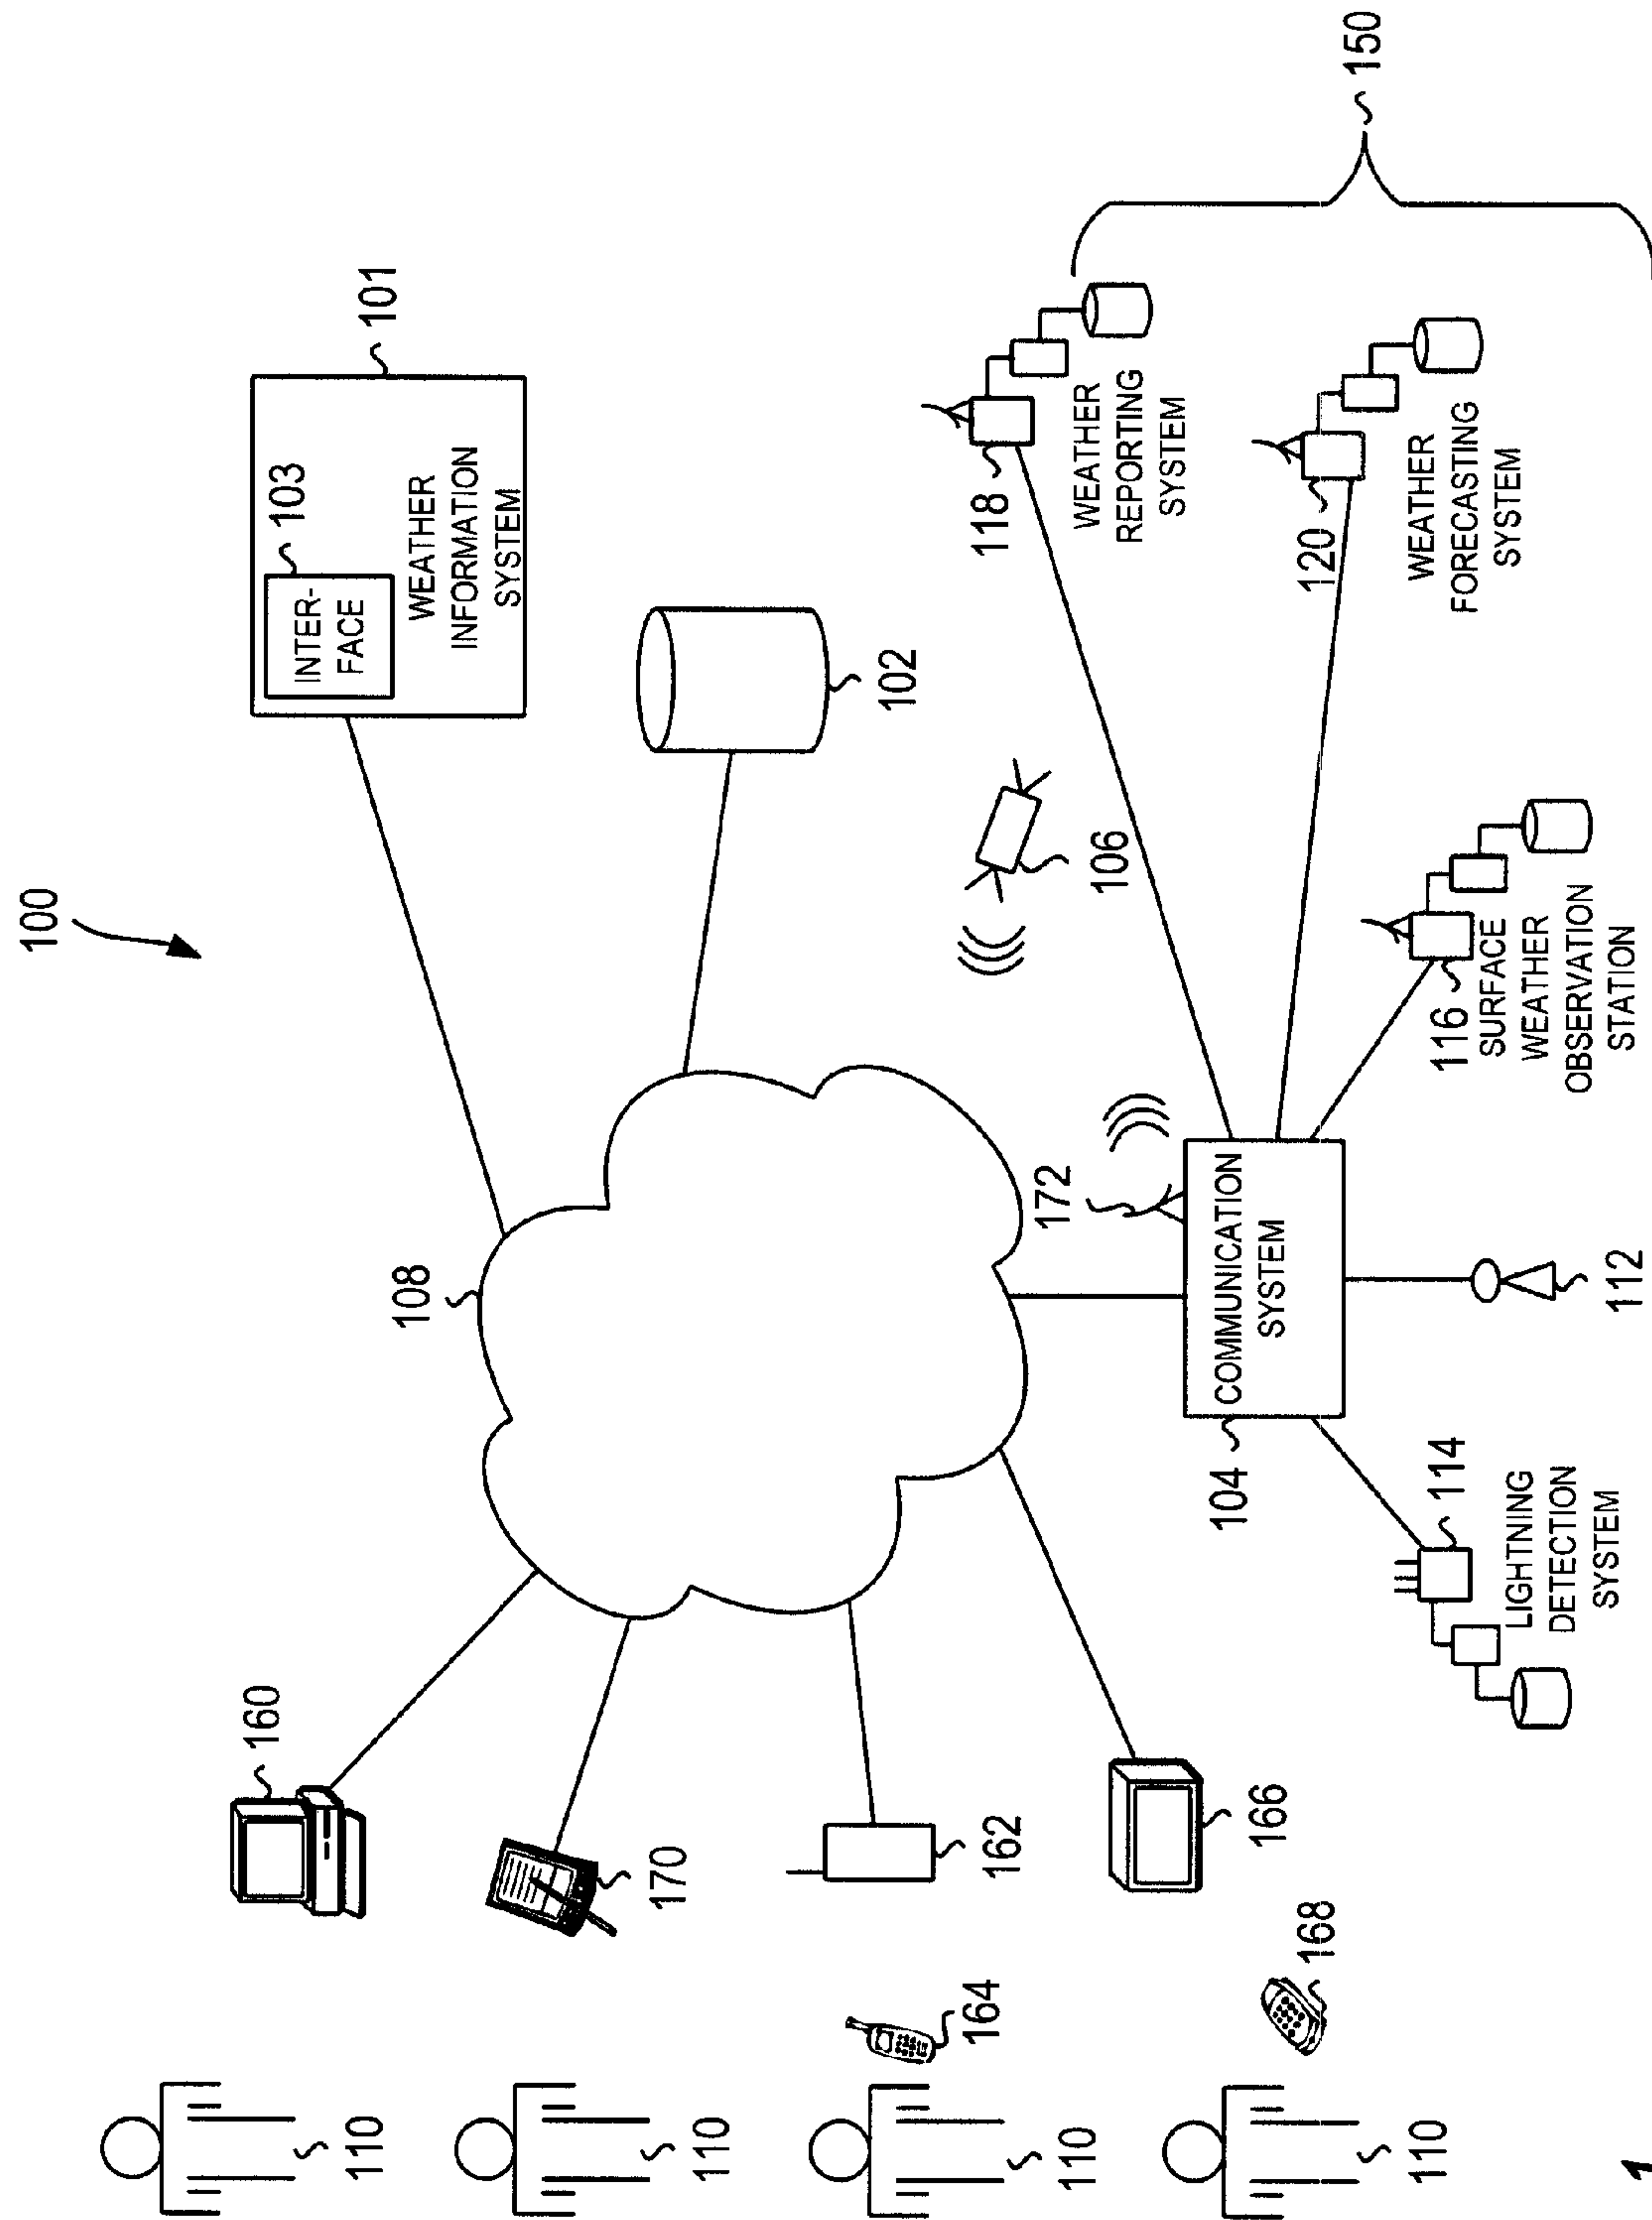 100
101
103
INTER-
FACE
WEATHER
INFORMATION
SYSTEM
102
108
106
172
104
COMMUNICATION
SYSTEM
118
WEATHER
REPORTING
SYSTEM
120
WEATHER
FORECASTING
SYSTEM
116
SURFACE
WEATHER
OBSERVATION
STATION
150
112
114
LIGHTNING
DETECTION
SYSTEM
160
170
162
166
164
168
110
110
110
110
1